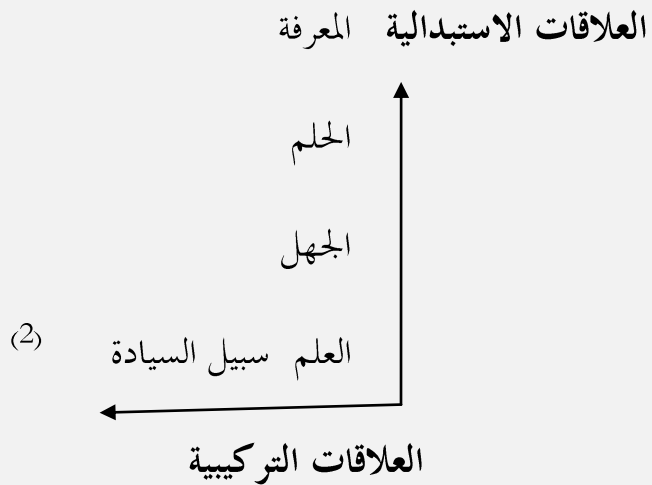 العلاقات الاستبدالية المعرفة
الحلم
الجهل
العلم سبيل السيادة (2)
العلاقات التركيبية